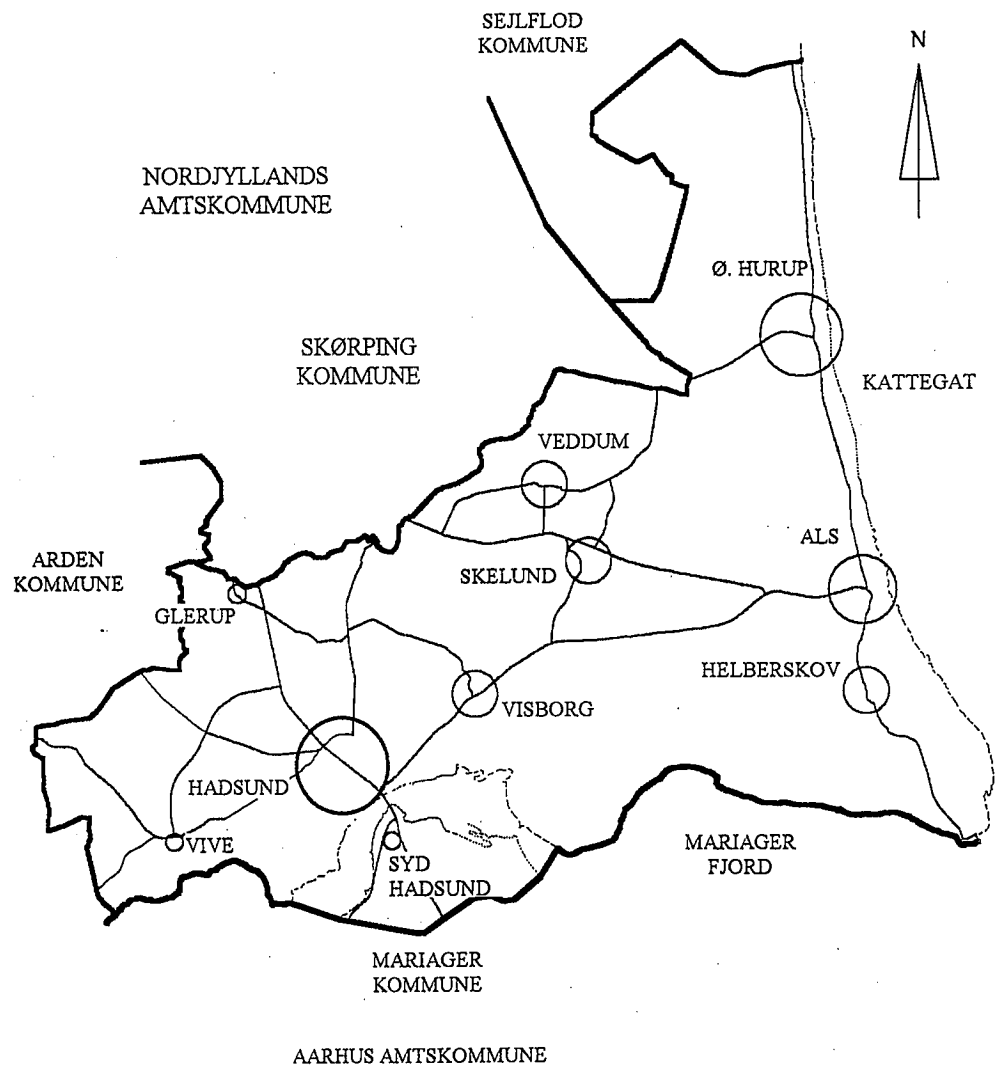 SEJLFLOD
KOMMUNE
N
NORDJYLLANDS
AMTSKOMMUNE
Ø. HURUP
SKØRPING
KOMMUNE
KATTEGAT
VEDDUM
ALS
ARDEN
KOMMUNE
SKELUND
GLERUP
HELBERSKOV
VISBORG
HADSUND
VIVE
MARIAGER
FJORD
SYD
HADSUND
MARIAGER
KOMMUNE
AARHUS AMTSKOMMUNE